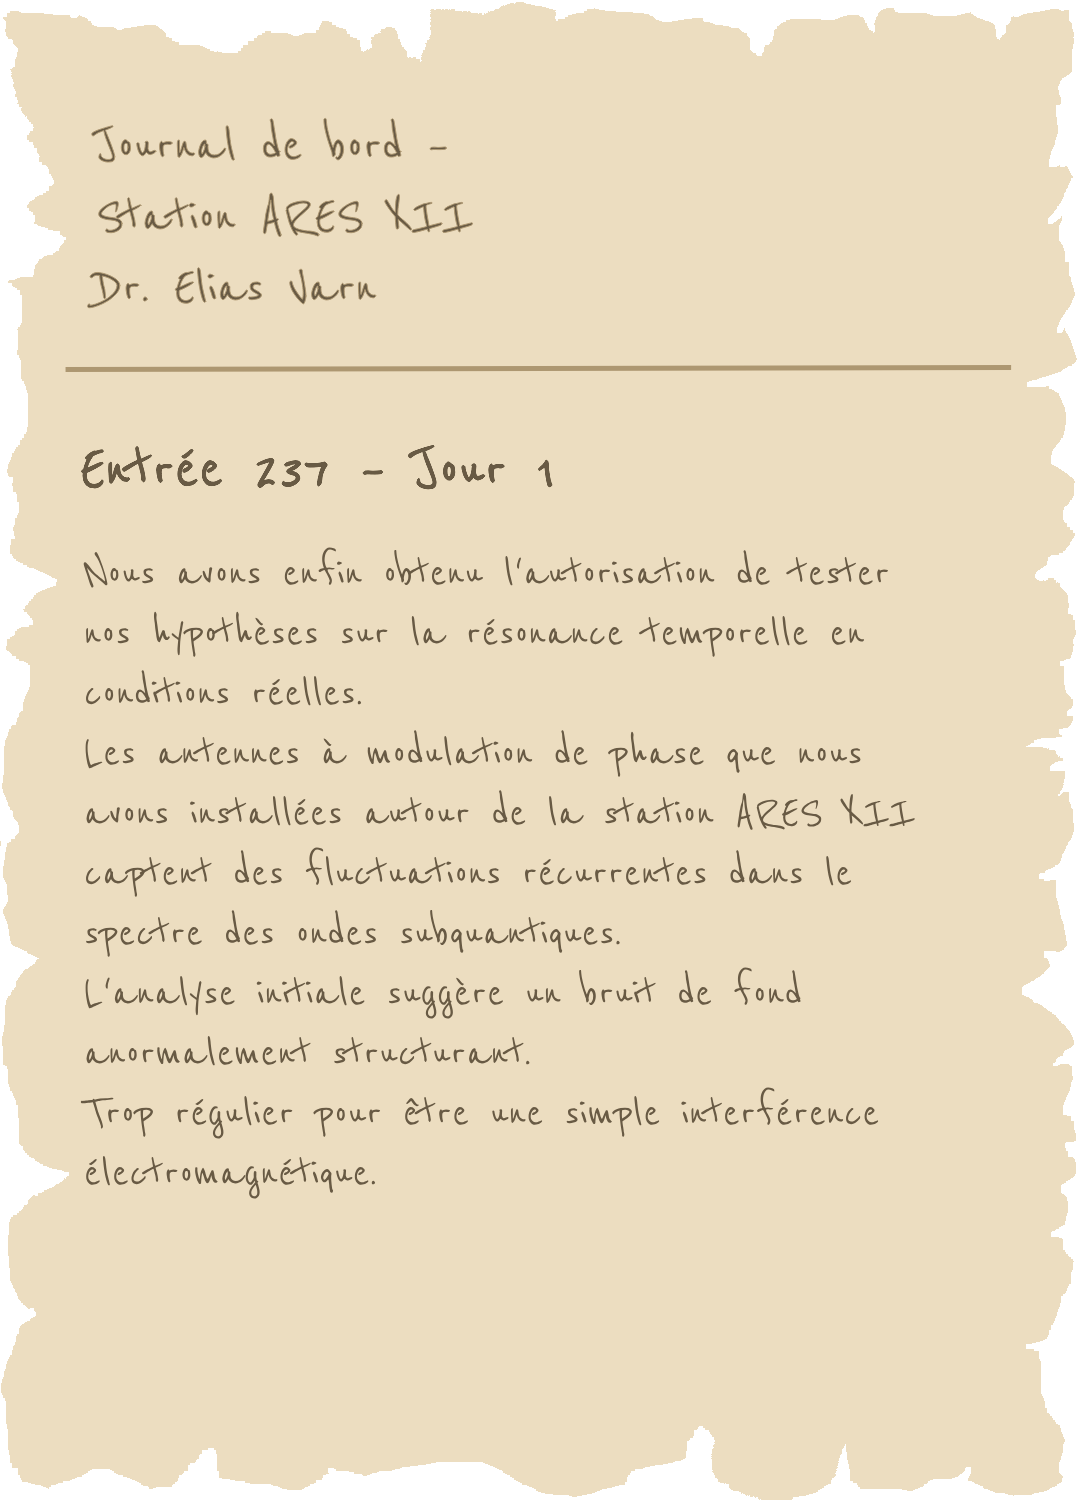 Journal de bord -
Station ARES XII
Dr. Elias Varn
Entrée 237 - Jour 1
Nous avons enfin obtenu l'autorisation de tester
nos hypothèses sur la résonance temporelle en
conditions réelles.
Les antennes à modulation de phase que nous
avons installées autour de la station ARES XII
captent des fluctuations récurrentes dans le
spectre des ondes subquantiques.
L'analyse initiale suggère un bruit de fond
anormalement structurant.
Trop régulier pour être une simple interférence
électromagnétique.